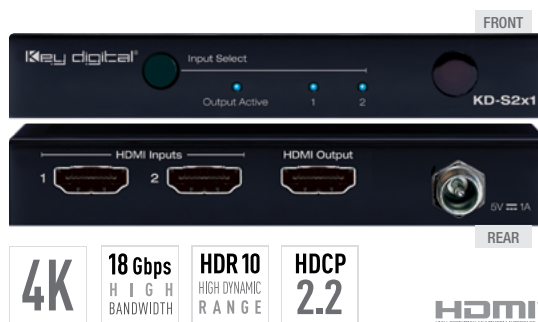 FRONT
Key digital®
Input Select
Output Active 1 2
KD-S2x1
HDMI Inputs
HDMI Output
1 2
5V ⎓ 1A
REAR
4K
18 Gbps
HIGH
BANDWIDTH
HDR 10
HIGH DYNAMIC
RANGE
HDCP
2.2
HDMI